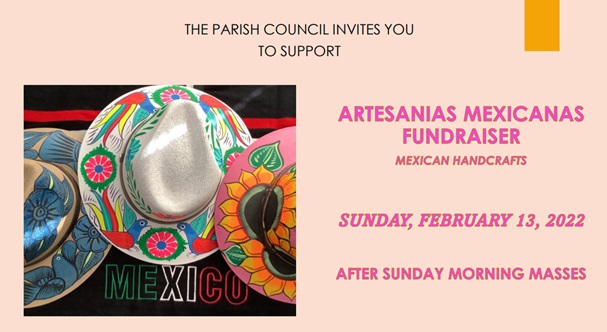 THE PARISH COUNCIL INVITES YOU
TO SUPPORT
ARTESANIAS MEXICANAS
FUNDRAISER
MEXICAN HANDCRAFTS
SUNDAY, FEBRUARY 13, 2022
AFTER SUNDAY MORNING MASSES
MEXICO